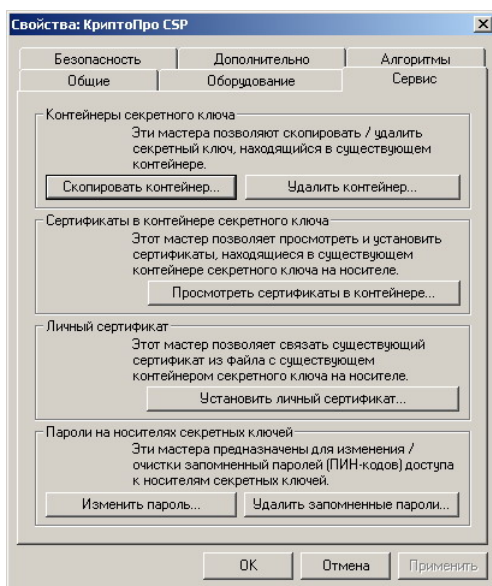 Свойства: КриптоПро CSP
Безопасность Дополнительно Алгоритмы
Общие Оборудование Сервис
Контейнеры секретного ключа
Эти мастера позволяют скопировать / удалить
секретный ключ, находящийся в существующем
контейнере.
Скопировать контейнер... Удалить контейнер...
Сертификаты в контейнере секретного ключа
Этот мастер позволяет просмотреть и установить
сертификаты, находящиеся в существующем
контейнере секретного ключа на носителе.
Просмотреть сертификаты в контейнере...
Личный сертификат
Этот мастер позволяет связать существующий
сертификат из файла с существующем
контейнером секретного ключа на носителе.
Установить личный сертификат...
Пароли на носителях секретных ключей
Эти мастера предназначены для изменения /
очистки запомненный паролей (ПИН-кодов) доступа
к носителям секретных ключей.
Изменить пароль... Удалить запомненные пароли...
OK Отмена Применить